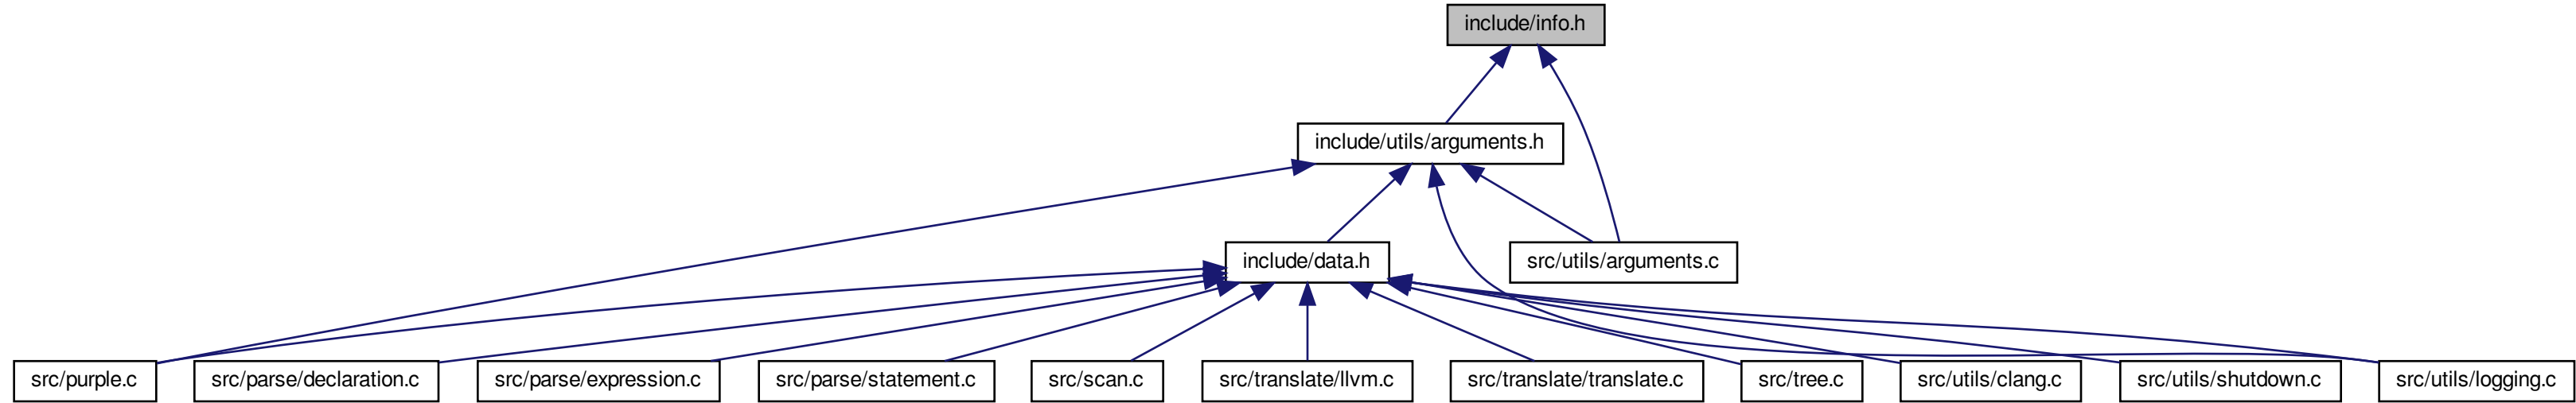 include/info.h
include/utils/arguments.h
include/data.h
src/utils/arguments.c
src/purple.c
src/parse/declaration.c
src/parse/expression.c
src/parse/statement.c
src/scan.c
src/translate/llvm.c
src/translate/translate.c
src/tree.c
src/utils/clang.c
src/utils/shutdown.c
src/utils/logging.c